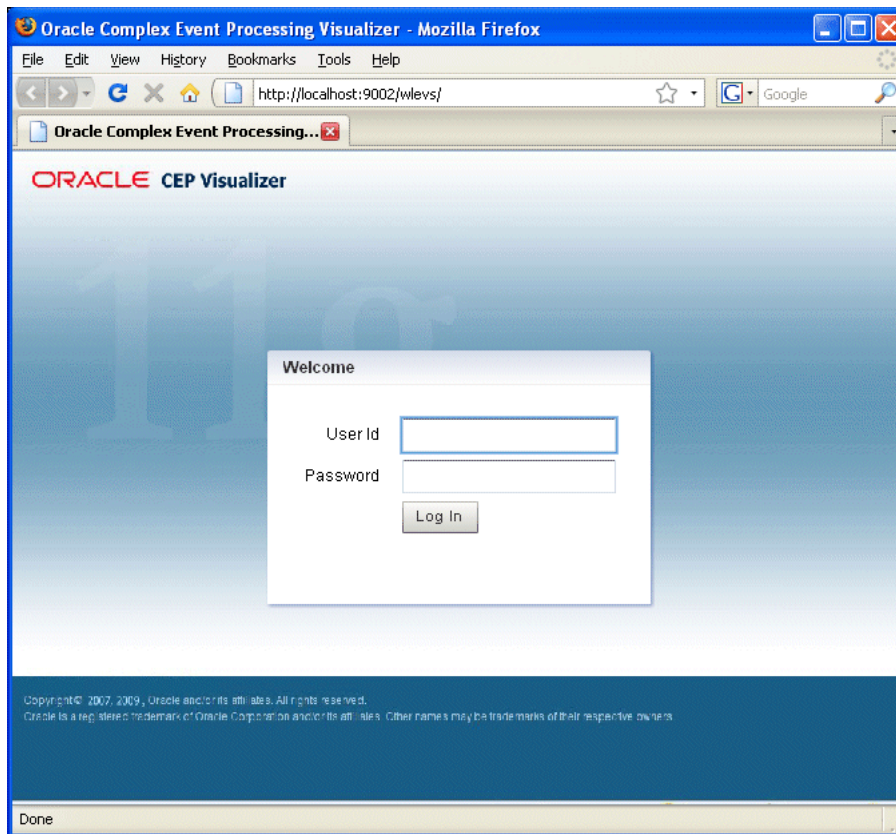 Oracle Complex Event Processing Visualizer - Mozilla Firefox
File Edit View History Bookmarks Tools Help
http://localhost:9002/wlevs/
G Google
Oracle Complex Event Processing...
ORACLE CEP Visualizer
11g
Welcome
User Id
Password
Log In
Copyright © 2007, 2009, Oracle and/or its affiliates. All rights reserved.
Oracle is a registered trademark of Oracle Corporation and/or its affiliates. Other names may be trademarks of their respective owners
Done